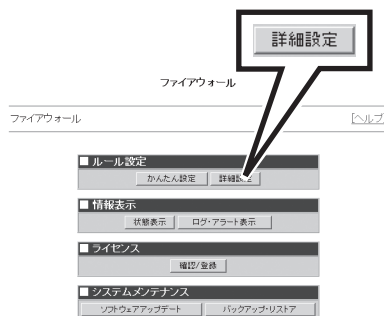 詳細設定
ファイアウォール
ファイアウォール [ヘルプ
■ ルール設定
かんたん設定 詳細設定
■ 情報表示
状態表示 ログ・アラート表示
■ ライセンス
確認/登録
■ システムメンテナンス
ソフトウェアアップデート バックアップ・リストア